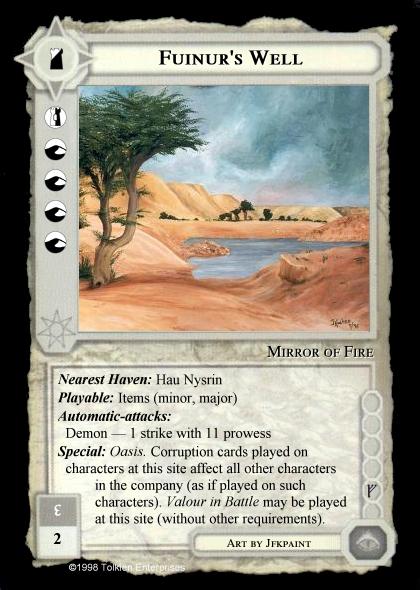 Fuinur's Well
Mirror of Fire
Nearest Haven: Hau Nysrin
Playable: Items (minor, major)
Automatic-attacks:
Demon — 1 strike with 11 prowess
Special: Oasis. Corruption cards played on
characters at this site affect all other characters
in the company (as if played on such
characters). Valour in Battle may be played
at this site (without other requirements).
ε
2
ᚠ
Art by Jfkpaint
©1998 Tolkien Enterprises